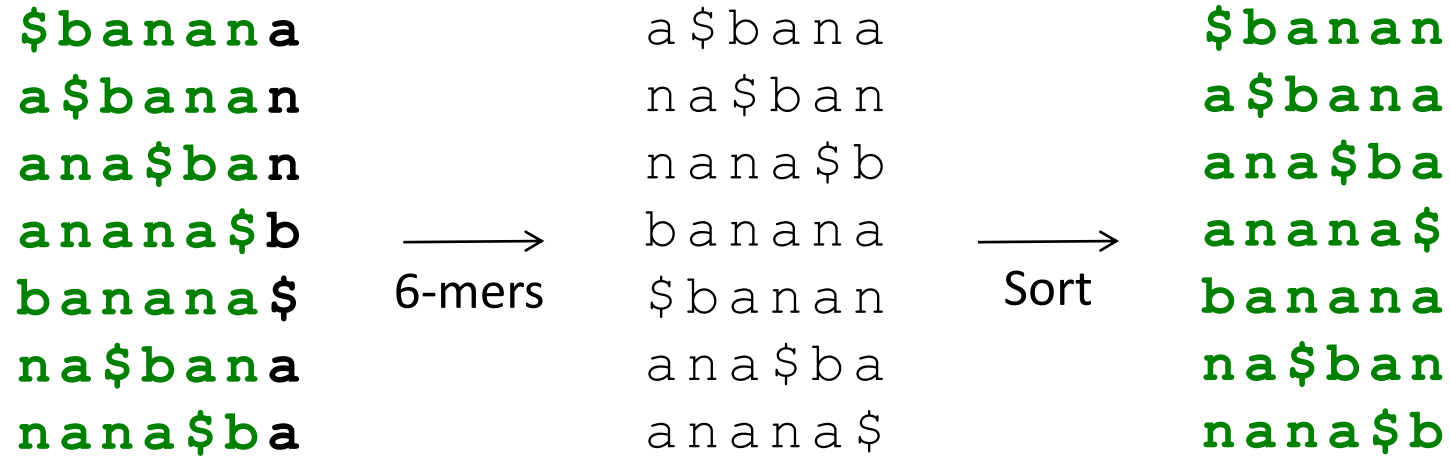 $banana a$bana $banan
a$banan na$ban a$bana
ana$ban nana$b ana$ba
anana$b banana anana$
banana$ 6-mers $banan Sort banana
na$bana ana$ba na$ban
nana$ba anana$ nana$b